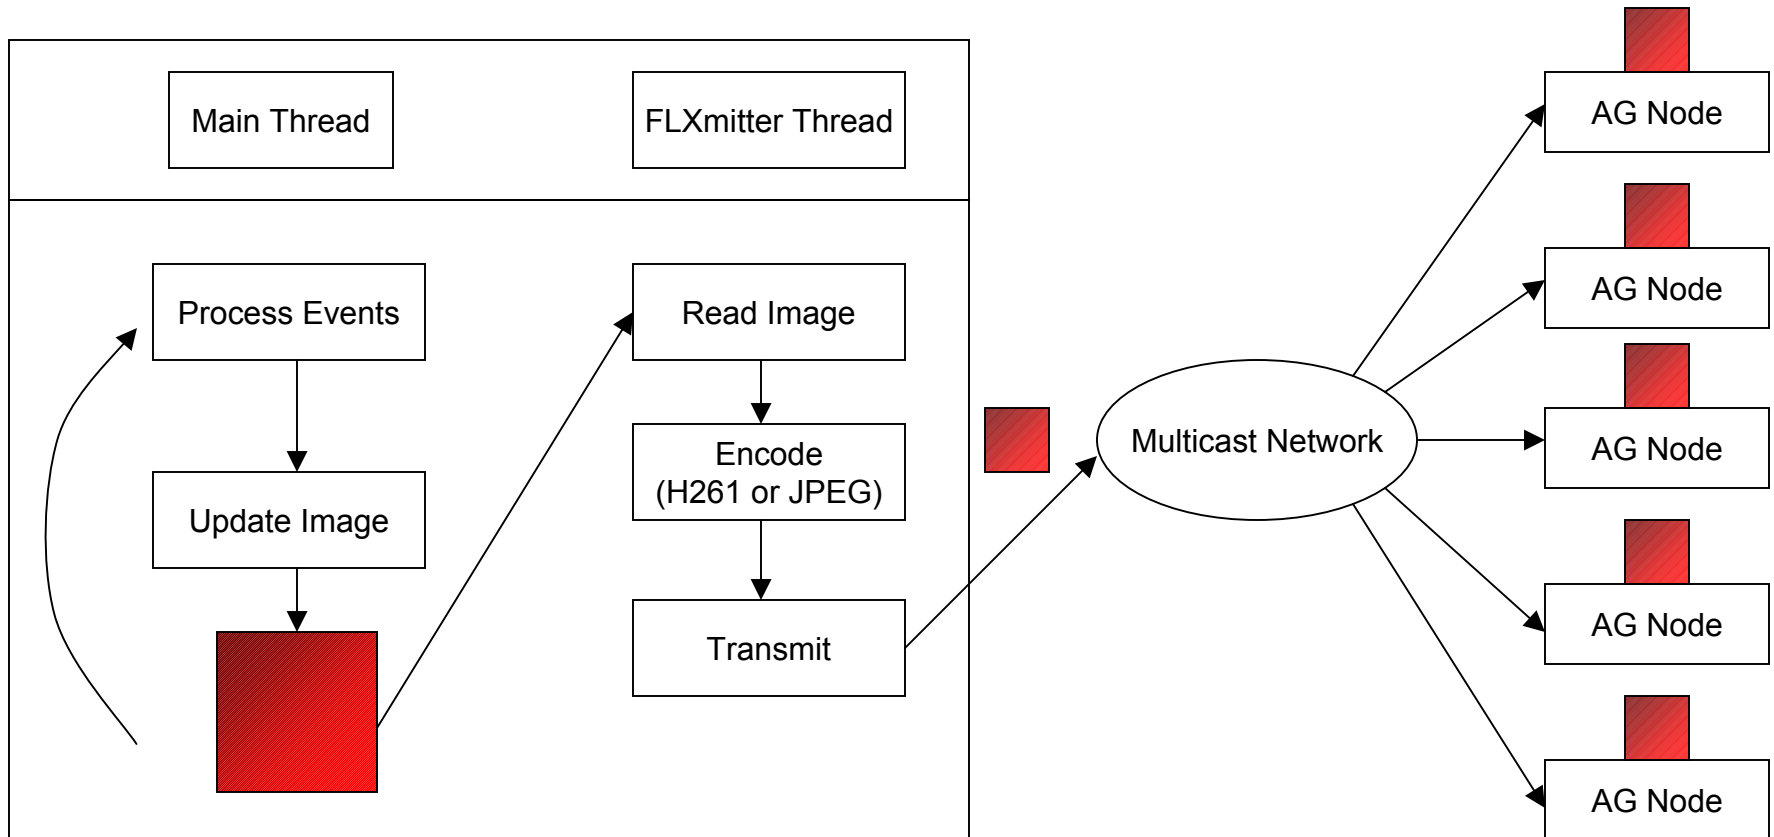 Main Thread
FLXmitter Thread
Process Events
Update Image
Read Image
Encode
(H261 or JPEG)
Transmit
Multicast Network
AG Node
AG Node
AG Node
AG Node
AG Node